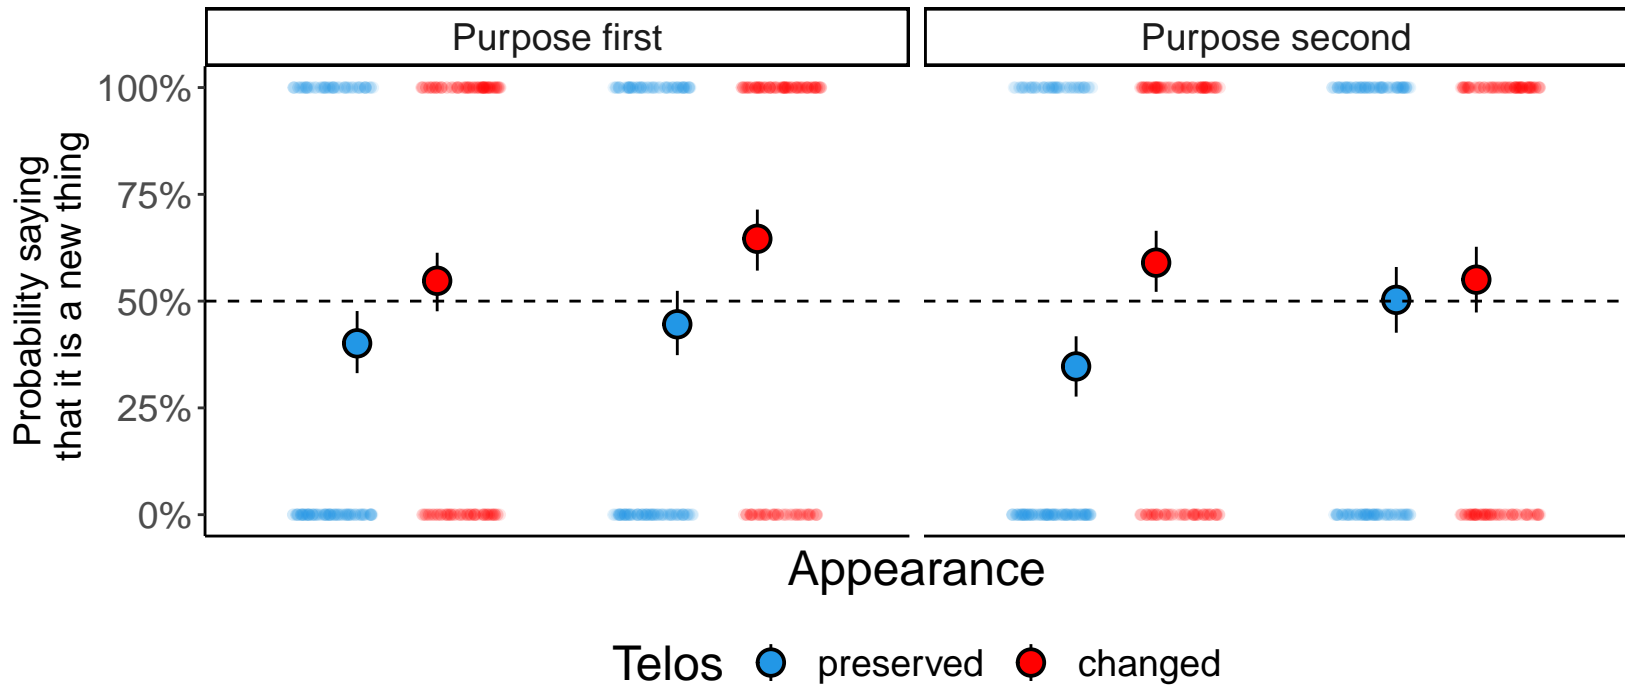 Purpose first
Purpose second
Probability saying
that it is a new thing
100%
75%
50%
25%
0%
Appearance
Telos preserved changed